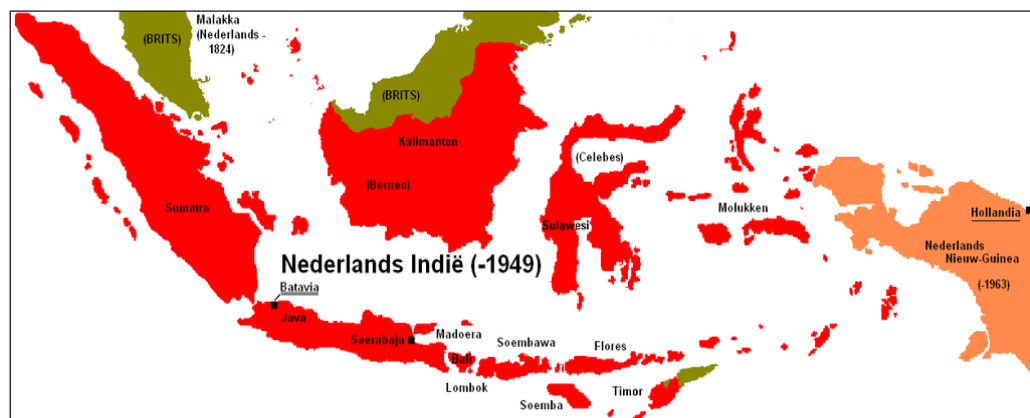 Malakka
(Nederlands -
1824)
(BRITS)
(BRITS)
Kalimantan
(Celebes)
(Borneo)
Sumatra
Sulawesi
Molukken
Hollandia
Nederlands
Nieuw-Guinea
(-1963)
Nederlands Indië (-1949)
Batavia
Java
Soerabaja
Madoera
Bali
Soembawa
Flores
Lombok
Soemba
Timor